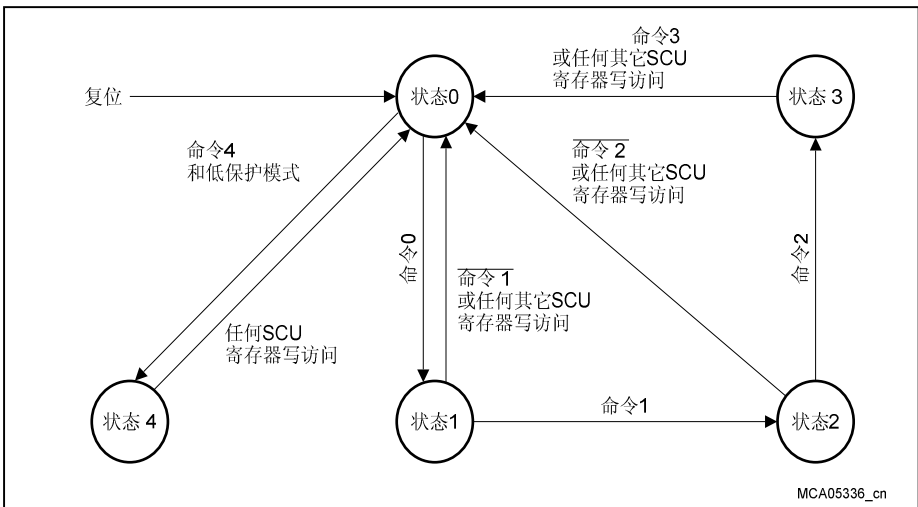 命令3
或任何其它SCU
寄存器写访问
复位
状态0
状态 3
命令4
和低保护模式
命令 2
或任何其它SCU
寄存器写访问
命令0
命令 1
或任何其它SCU
寄存器写访问
命令2
任何SCU
寄存器写访问
命令1
状态 4
状态1
状态2
MCA05336_cn